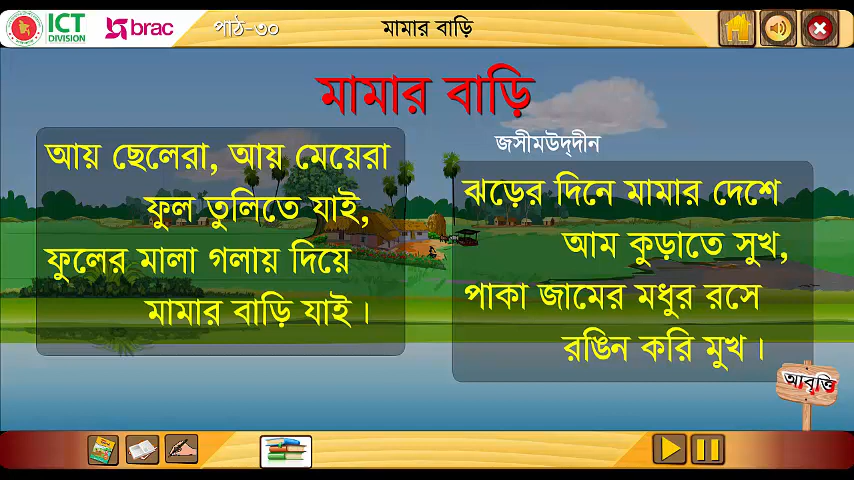 ICT
DIVISION
brac
পাঠ-৩০
মামার বাড়ি
মামার বাড়ি
জসীমউদ্‌দীন
আয় ছেলেরা, আয় মেয়েরা
ফুল তুলিতে যাই,
ফুলের মালা গলায় দিয়ে
মামার বাড়ি যাই।
ঝড়ের দিনে মামার দেশে
আম কুড়াতে সুখ,
পাকা জামের মধুর রসে
রঙিন করি মুখ।
আবৃত্তি